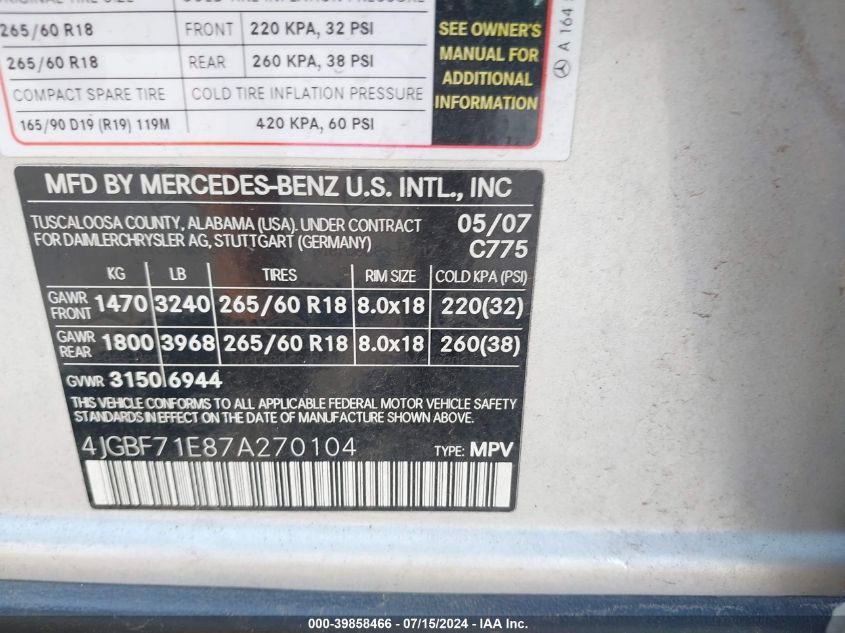 265/60 R18 FRONT 220 KPA, 32 PSI
265/60 R18 REAR 260 KPA, 38 PSI
COMPACT SPARE TIRE COLD TIRE INFLATION PRESSURE
165/90 D19 (R19) 119M 420 KPA, 60 PSI
SEE OWNER'S
MANUAL FOR
ADDITIONAL
INFORMATION
A 164
MFD BY MERCEDES-BENZ U.S. INTL., INC
TUSCALOOSA COUNTY, ALABAMA (USA). UNDER CONTRACT 05/07
FOR DAIMLERCHRYSLER AG, STUTTGART (GERMANY) C775
KG LB TIRES RIM SIZE COLD KPA (PSI)
GAWR FRONT 1470 3240 265/60 R18 8.0x18 220(32)
GAWR REAR 1800 3968 265/60 R18 8.0x18 260(38)
GVWR 3150 6944
THIS VEHICLE CONFORMS TO ALL APPLICABLE FEDERAL MOTOR VEHICLE SAFETY
STANDARDS IN EFFECT ON THE DATE OF MANUFACTURE SHOWN ABOVE.
4JGBF71E87A270104 TYPE: MPV
000-39858466 - 07/15/2024 - IAAI.com